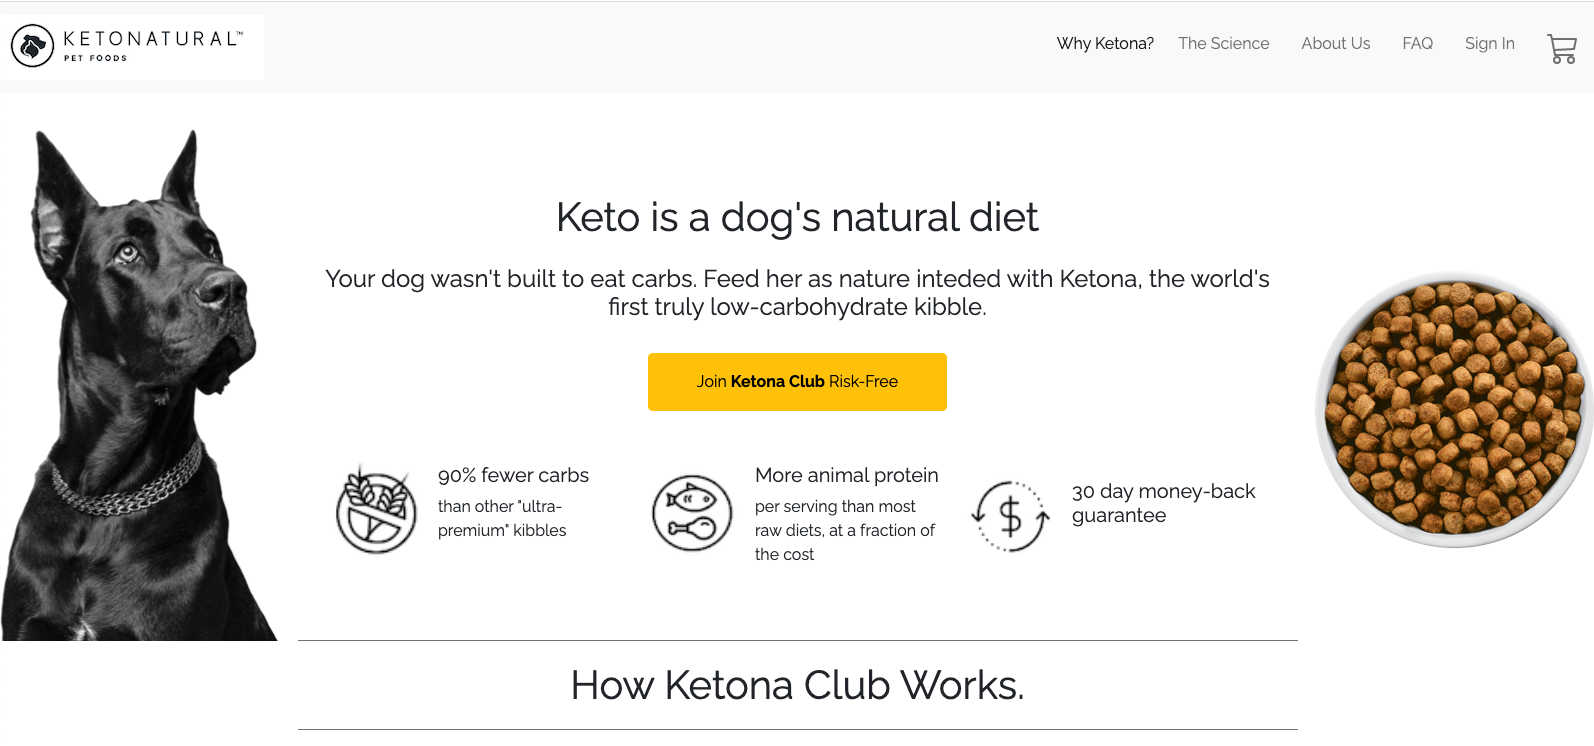 KETONATURAL™
PET FOODS
Why Ketona?
The Science
About Us
FAQ
Sign In
Keto is a dog's natural diet
Your dog wasn't built to eat carbs. Feed her as nature inteded with Ketona, the world's
first truly low-carbohydrate kibble.
Join Ketona Club Risk-Free
90% fewer carbs
than other "ultra-
premium" kibbles
More animal protein
per serving than most
raw diets, at a fraction of
the cost
$
30 day money-back
guarantee
How Ketona Club Works.